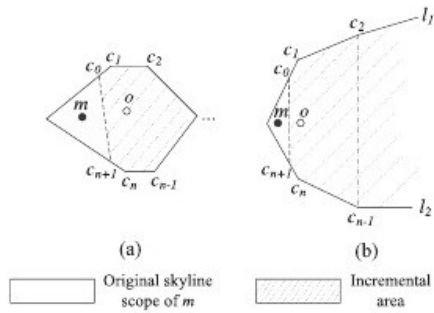 c1 c2
c0
m o
...
cn+1 cn cn-1
(a)
c2 l1
c1
c0
m o
cn+1
cn
cn-1 l2
(b)
Original skyline
scope of m
Incremental
area